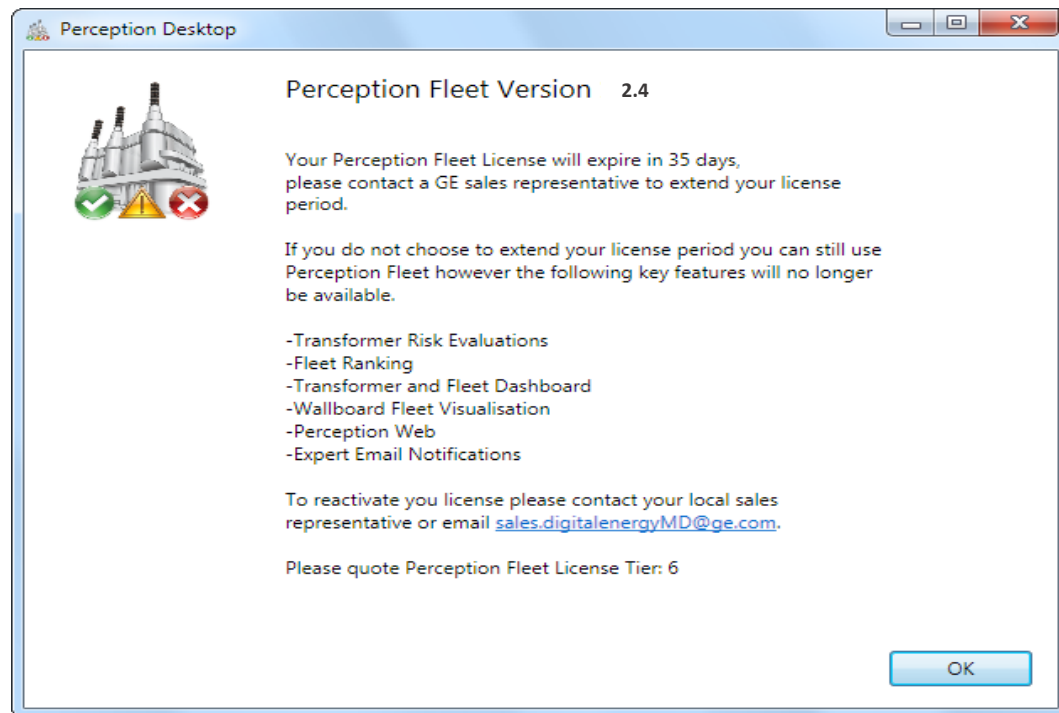 Perception Desktop
Perception Fleet Version 2.4
Your Perception Fleet License will expire in 35 days,
please contact a GE sales representative to extend your license
period.
If you do not choose to extend your license period you can still use
Perception Fleet however the following key features will no longer
be available.
-Transformer Risk Evaluations
-Fleet Ranking
-Transformer and Fleet Dashboard
-Wallboard Fleet Visualisation
-Perception Web
-Expert Email Notifications
To reactivate you license please contact your local sales
representative or email sales.digitalenergyMD@ge.com.
Please quote Perception Fleet License Tier: 6
OK